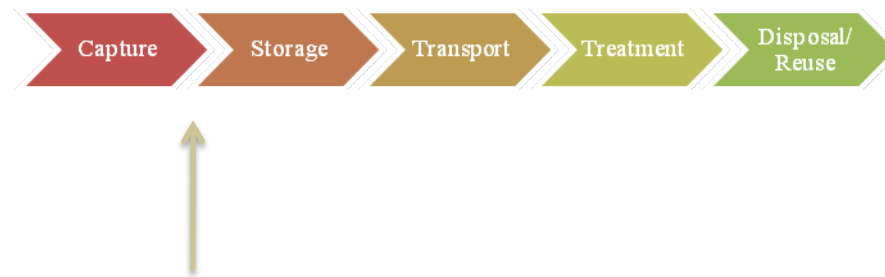 Capture
Storage
Transport
Treatment
Disposal/
Reuse